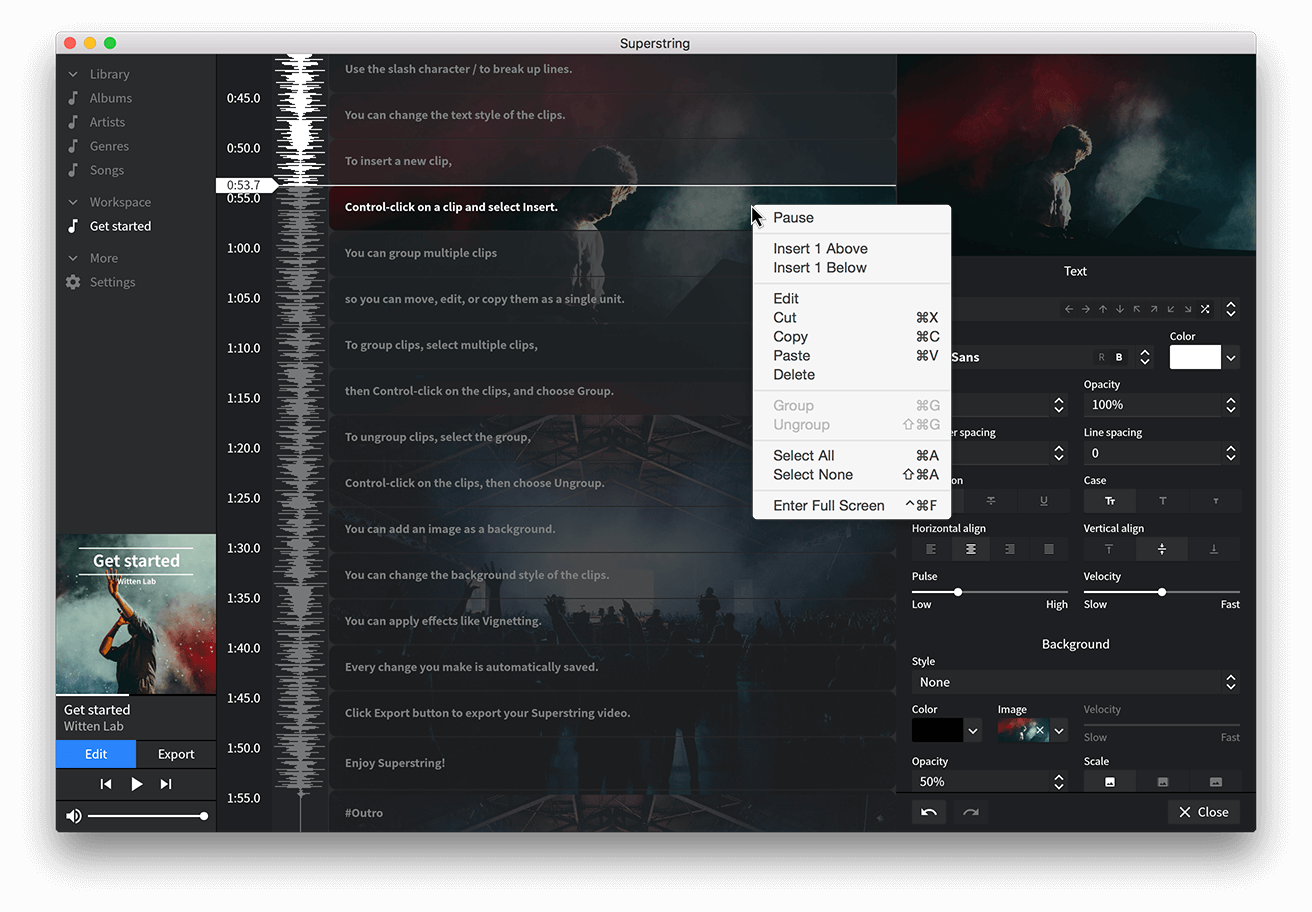 Superstring
Library
Albums
Artists
Genres
Songs
Workspace
Get started
More
Settings
Get started
Witten Lab
Get started
Witten Lab
Edit Export
0:45.0
0:50.0
0:53.7
0:55.0
1:00.0
1:05.0
1:10.0
1:15.0
1:20.0
1:25.0
1:30.0
1:35.0
1:40.0
1:45.0
1:50.0
1:55.0
Use the slash character / to break up lines.
You can change the text style of the clips.
To insert a new clip,
Control-click on a clip and select Insert.
You can group multiple clips
so you can move, edit, or copy them as a single unit.
To group clips, select multiple clips,
then Control-click on the clips, and choose Group.
To ungroup clips, select the group,
Control-click on the clips, then choose Ungroup.
You can add an image as a background.
You can change the background style of the clips.
You can apply effects like Vignetting.
Every change you make is automatically saved.
Click Export button to export your Superstring video.
Enjoy Superstring!
#Outro
Pause
Insert 1 Above
Insert 1 Below
Edit
Cut ⌘X
Copy ⌘C
Paste ⌘V
Delete
Group ⌘G
Ungroup ⇧⌘G
Select All ⌘A
Select None ⇧⌘A
Enter Full Screen ^⌘F
Text
Color
Sans R B
Opacity
100%
spacing Line spacing
0
Case
Tr T T
Horizontal align Vertical align
Pulse Velocity
Low High Slow Fast
Background
Style
None
Color Image Velocity
Slow Fast
Opacity Scale
50%
Close